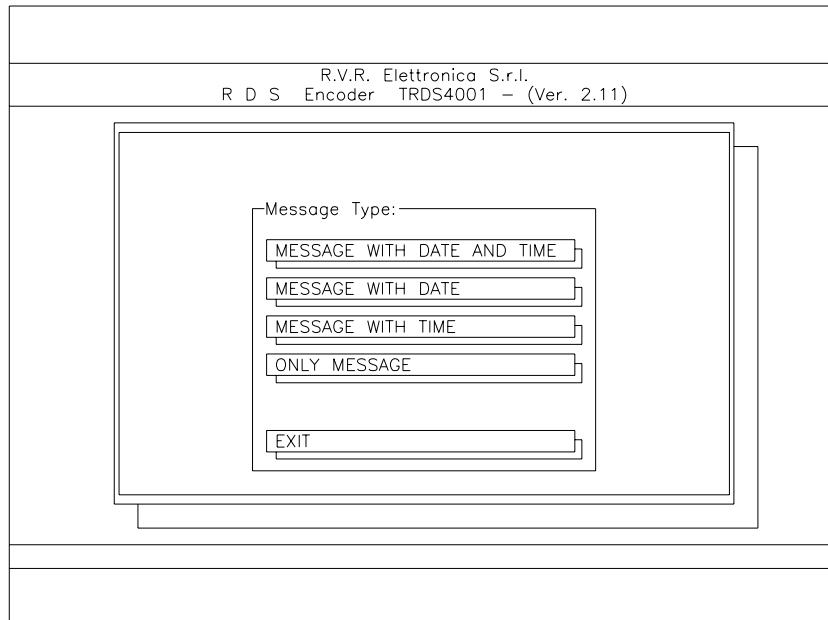 R.V.R. Elettronica S.r.l.
R D S Encoder TRDS4001 – (Ver. 2.11)
Message Type:
MESSAGE WITH DATE AND TIME
MESSAGE WITH DATE
MESSAGE WITH TIME
ONLY MESSAGE
EXIT